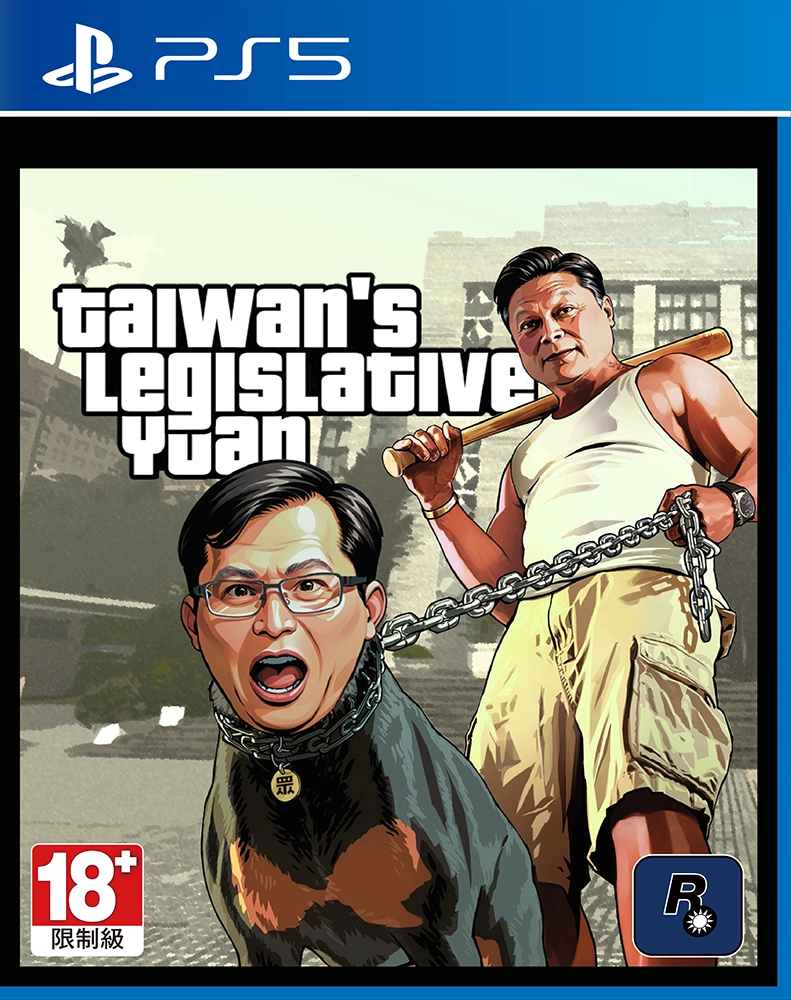 PS5
taiwan's
Legislative
Yuan
眾
18+
限制級
R